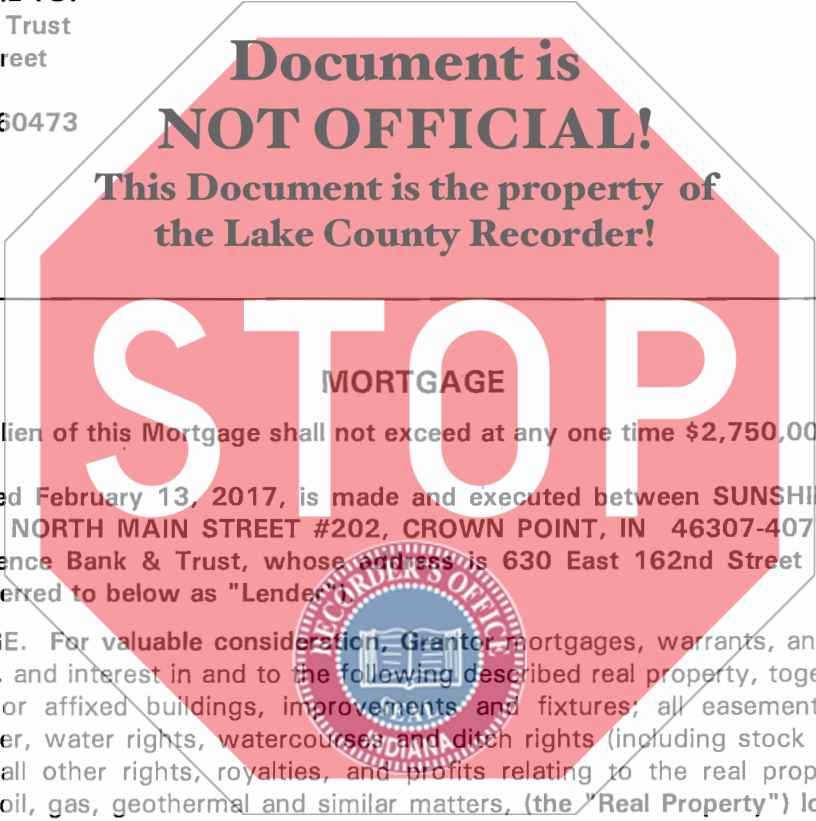 Trust
reet
60473
Document is
NOT OFFICIAL!
This Document is the property of
the Lake County Recorder!
STOP
MORTGAGE
lien of this Mortgage shall not exceed at any one time $2,750,00
ed February 13, 2017, is made and executed between SUNSHI
NORTH MAIN STREET #202, CROWN POINT, IN 46307-407
ence Bank & Trust, whose address is 630 East 162nd Street
erred to below as "Lender").
GE. For valuable consideration, Grantor mortgages, warrants, an
, and interest in and to the following described real property, toge
or affixed buildings, improvements and fixtures; all easement
er, water rights, watercourses and ditch rights (including stock
all other rights, royalties, and profits relating to the real prop
oil, gas, geothermal and similar matters, (the "Real Property") lo
RECORDER'S OFFICE
SEAL
INDIANA